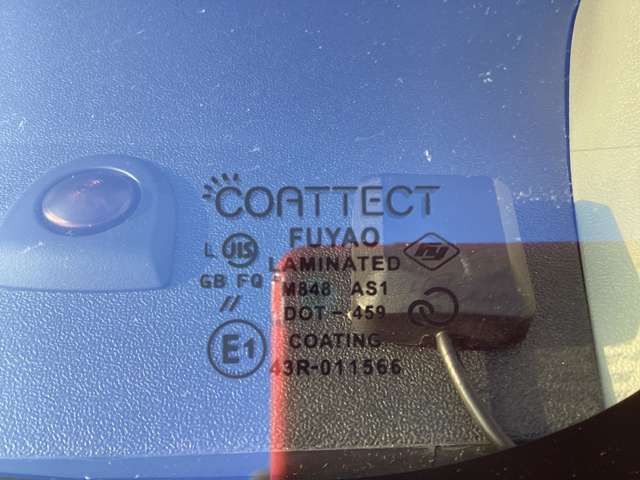 COATTECT
FUYAO
L JIS LAMINATED
GB FQ M848 AS1
// DOT-459
E1 COATING
43R-011566